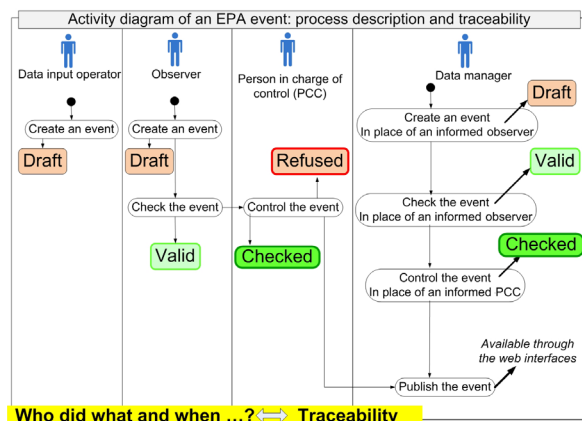 Activity diagram of an EPA event: process description and traceability
Data input operator
Observer
Person in charge of
control (PCC)
Data manager
Create an event
Draft
Create an event
Draft
Check the event
Valid
Refused
Control the event
Checked
Draft
Create an event
In place of an informed observer
Valid
Check the event
In place of an informed observer
Checked
Control the event
In place of an informed PCC
Available through
the web interfaces
Publish the event
Who did what and when ...? Traceability